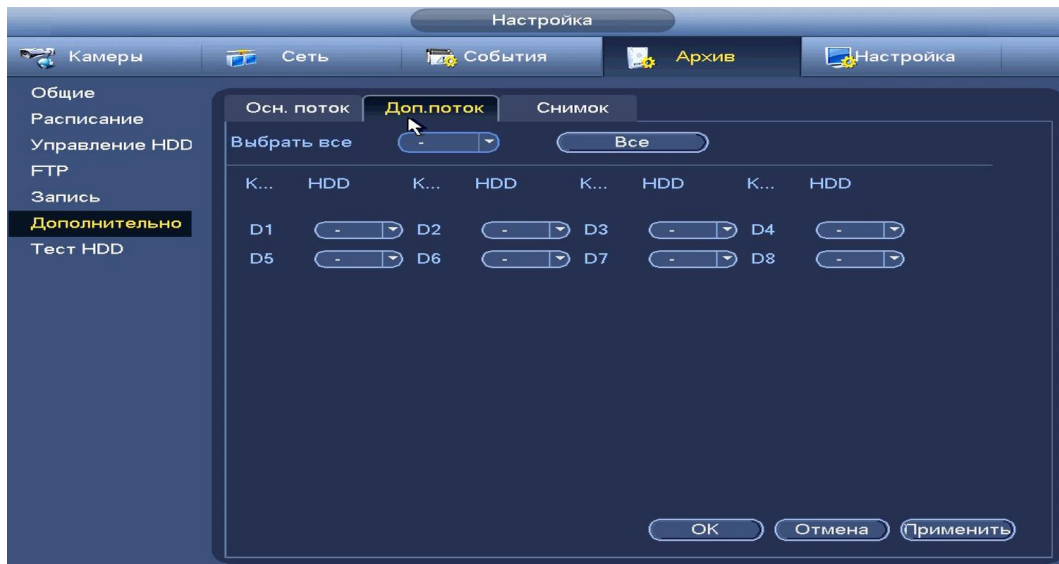 Настройка
Камеры Сеть События Архив Настройка
Общие
Расписание
Управление HDD
FTP
Запись
Дополнительно
Тест HDD
Осн. поток Доп.поток Снимок
Выбрать все - Все
К... HDD К... HDD К... HDD К... HDD
D1 - D2 - D3 - D4 -
D5 - D6 - D7 - D8 -
OK Отмена Применить